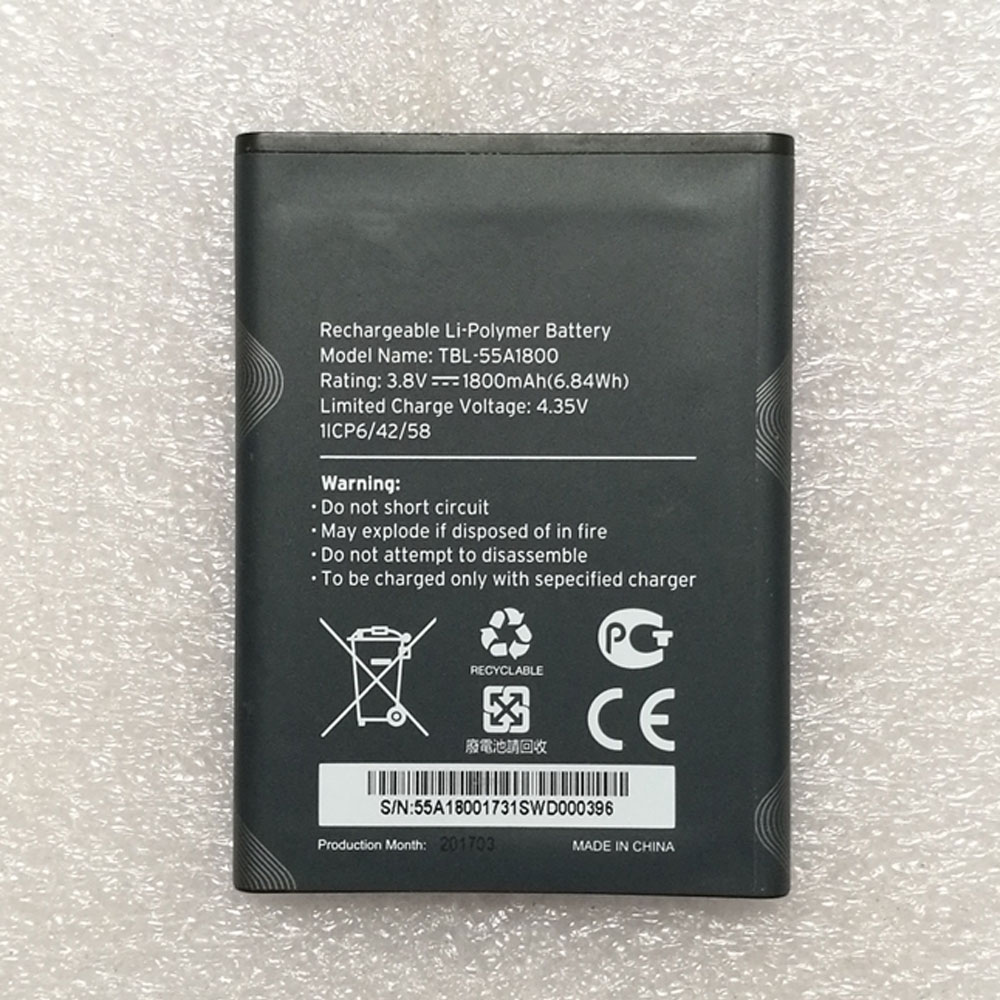 Rechargeable Li-Polymer Battery
Model Name: TBL-55A1800
Rating: 3.8V⎓1800mAh(6.84Wh)
Limited Charge Voltage: 4.35V
1ICP6/42/58
Warning:
· Do not short circuit
· May explode if disposed of in fire
· Do not attempt to disassemble
· To be charged only with sepecified charger
RECYCLABLE
PCT
廢電池請回收
CE
S/N:55A18001731SWD000396
Production Month: 201703
MADE IN CHINA